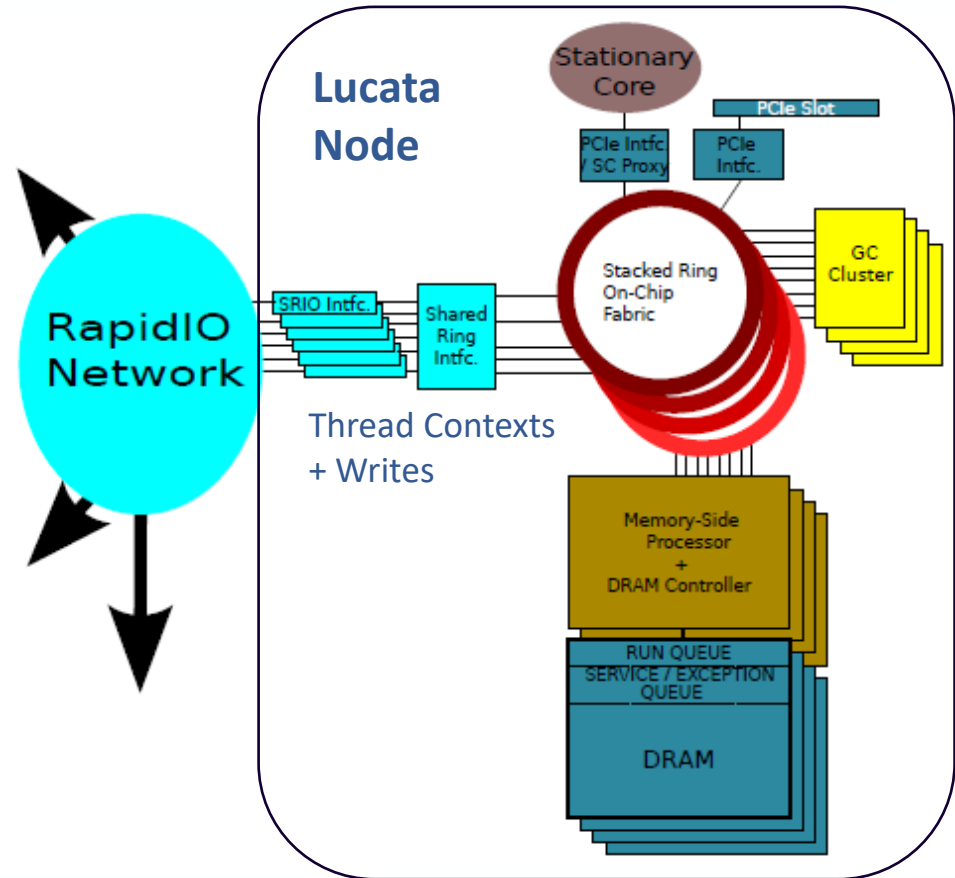 Lucata
Node
Stationary
Core
PCIe Slot
PCIe Intfc.
/ SC Proxy
PCIe
Intfc.
GC
Cluster
Stacked Ring
On-Chip
Fabric
RapidIO
Network
SRIO Intfc.
Shared
Ring
Intfc.
Thread Contexts
+ Writes
Memory-Side
Processor
+
DRAM Controller
RUN QUEUE
SERVICE / EXCEPTION
QUEUE
DRAM